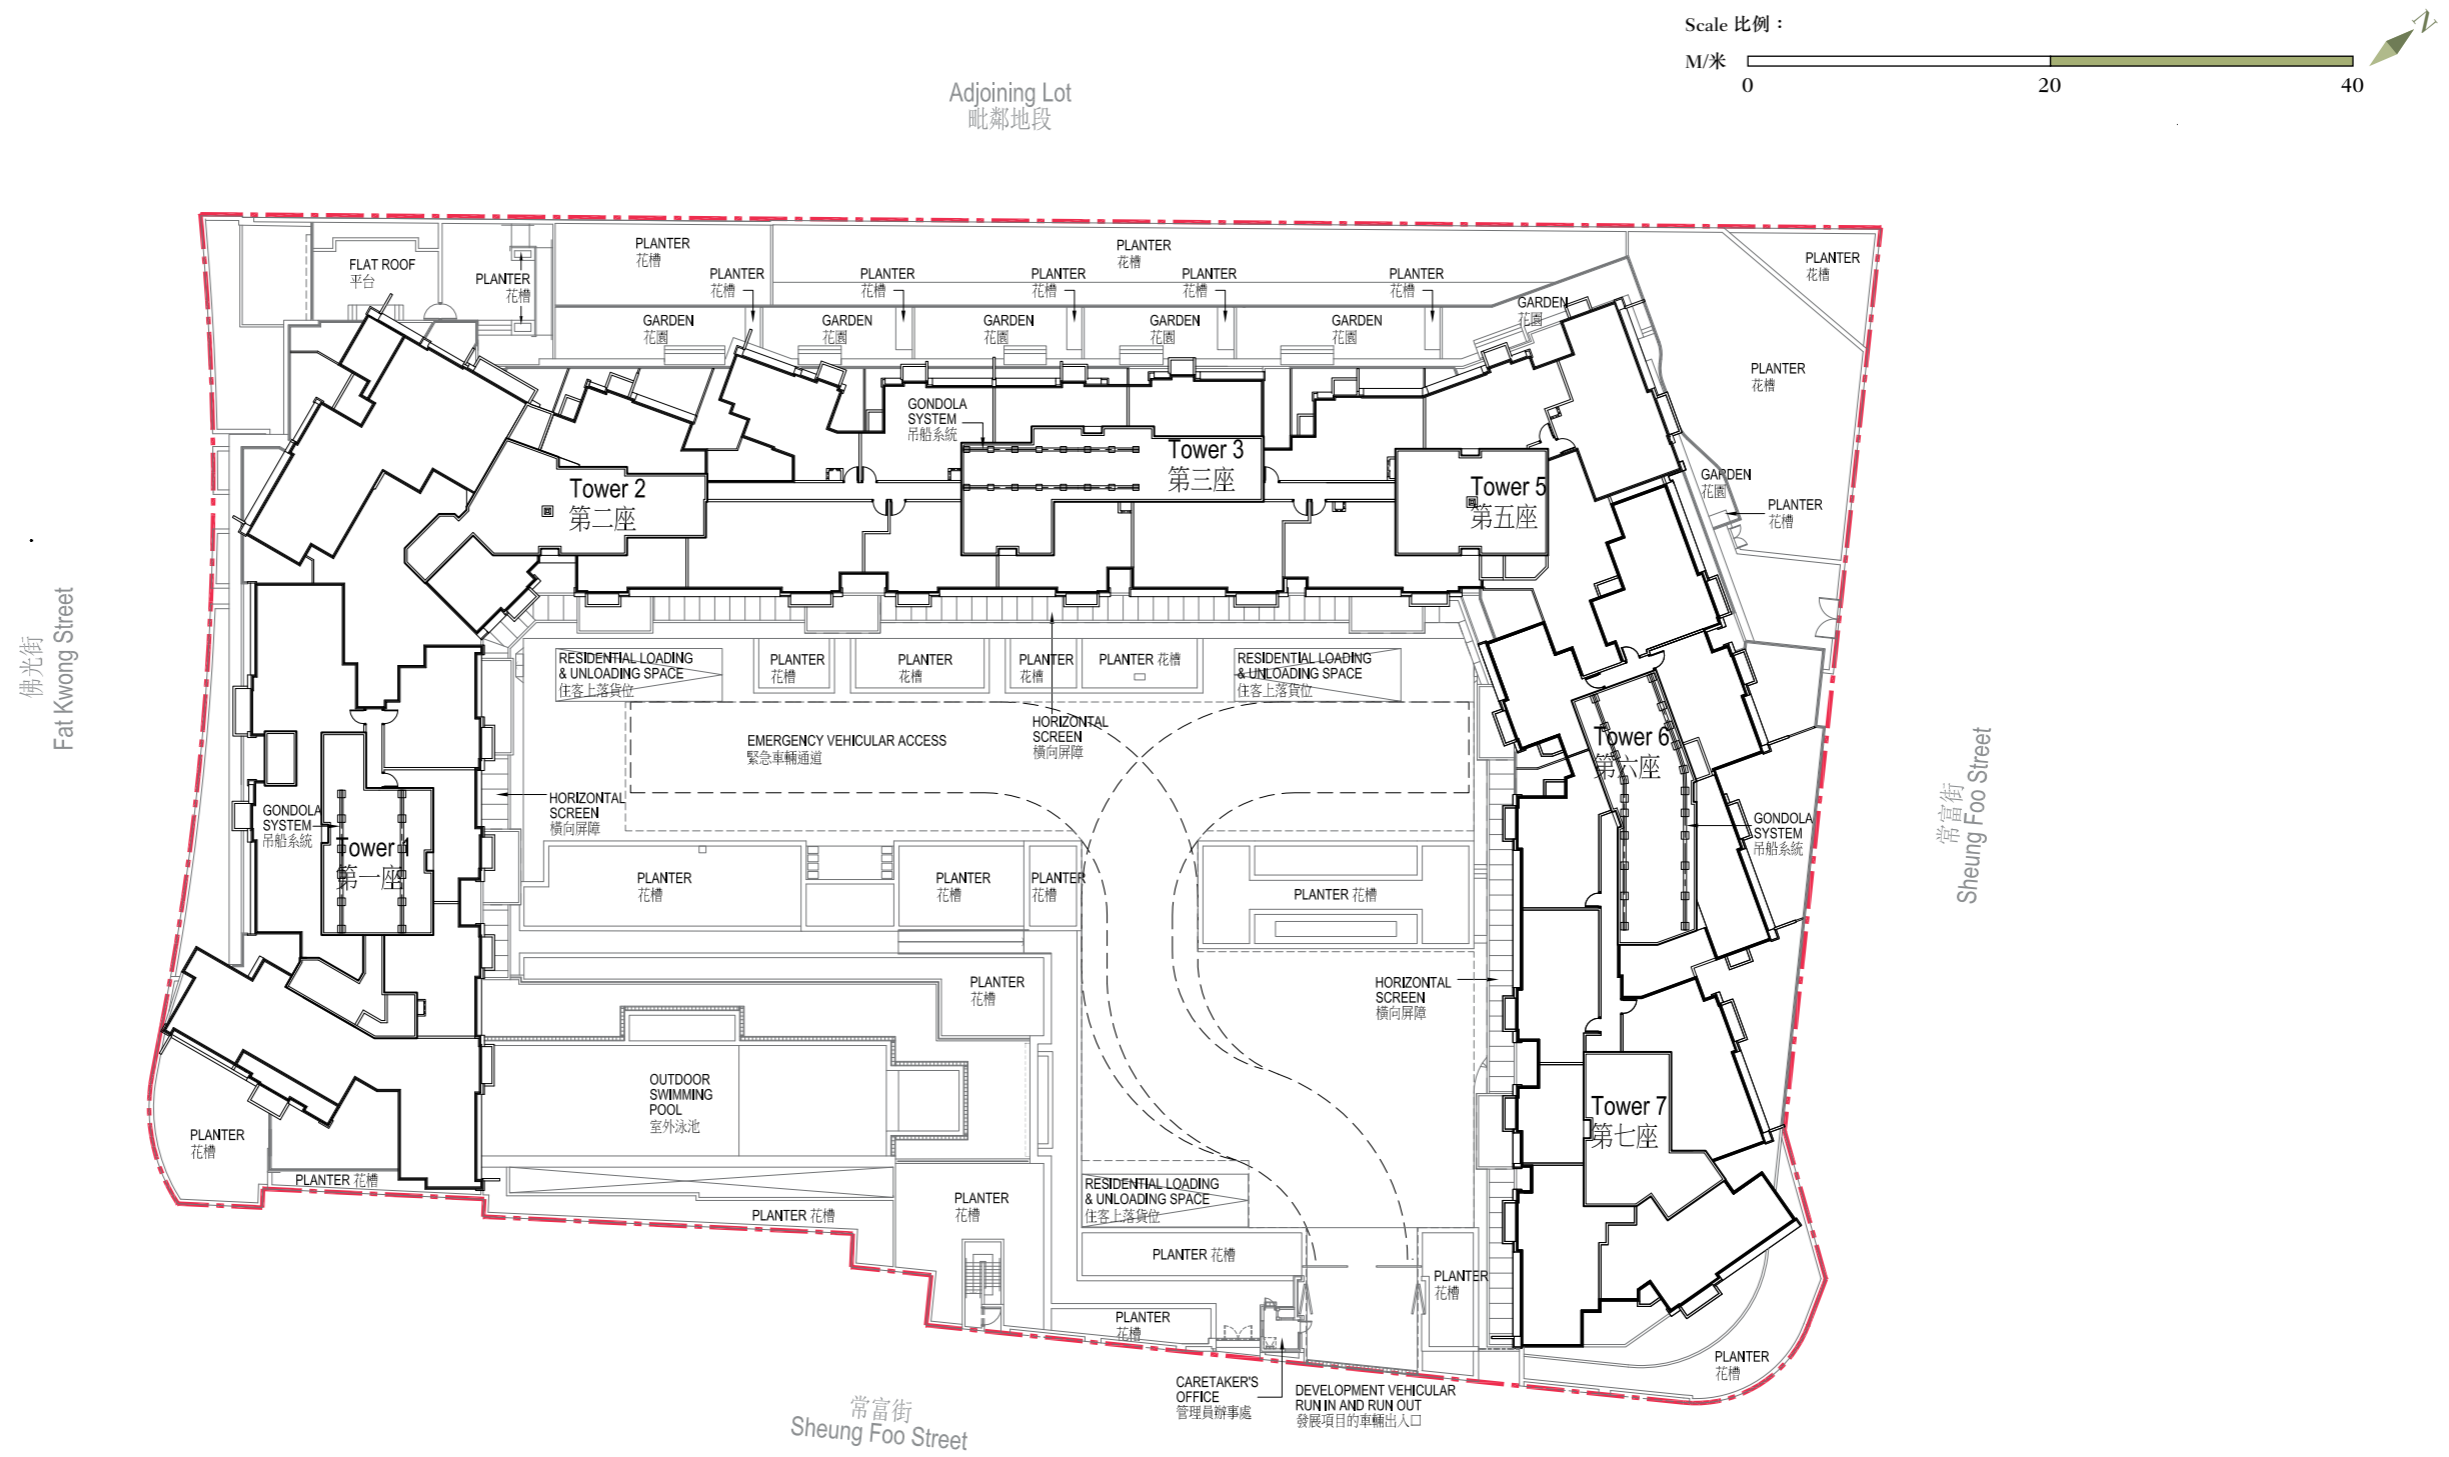 Scale 比例：
N
M/米
0
20
40
Adjoining Lot
毗鄰地段
PLANTER
花槽
PLANTER
花槽
PLANTER
花槽
FLAT ROOF
平台
PLANTER
花槽
PLANTER
花槽
PLANTER
花槽
PLANTER
花槽
PLANTER
花槽
PLANTER
花槽
GARDEN
花園
GARDEN
花園
GARDEN
花園
GARDEN
花園
GARDEN
花園
GARDEN
花園
PLANTER
花槽
GONDOLA
SYSTEM
吊船系統
Tower 3
第三座
Tower 2
第二座
Tower 5
第五座
GARDEN
花園
PLANTER
花槽
佛光街
Fat Kwong Street
RESIDENTIAL LOADING
& UNLOADING SPACE
住客上落貨位
PLANTER
花槽
PLANTER
花槽
PLANTER
花槽
PLANTER 花槽
RESIDENTIAL LOADING
& UNLOADING SPACE
住客上落貨位
HORIZONTAL
SCREEN
橫向屏障
EMERGENCY VEHICULAR ACCESS
緊急車輛通道
Tower 6
第六座
HORIZONTAL
SCREEN
橫向屏障
GONDOLA
SYSTEM
吊船系統
Tower 1
第一座
GONDOLA
SYSTEM
吊船系統
常富街
Sheung Foo Street
PLANTER
花槽
PLANTER
花槽
PLANTER
花槽
PLANTER 花槽
PLANTER
花槽
HORIZONTAL
SCREEN
橫向屏障
OUTDOOR
SWIMMING
POOL
室外泳池
Tower 7
第七座
PLANTER
花槽
PLANTER 花槽
RESIDENTIAL LOADING
& UNLOADING SPACE
住客上落貨位
PLANTER
花槽
PLANTER 花槽
PLANTER 花槽
PLANTER
花槽
PLANTER
花槽
PLANTER
花槽
CARETAKER'S
OFFICE
管理員辦事處
DEVELOPMENT VEHICULAR
RUN IN AND RUN OUT
發展項目的車輛出入口
常富街
Sheung Foo Street